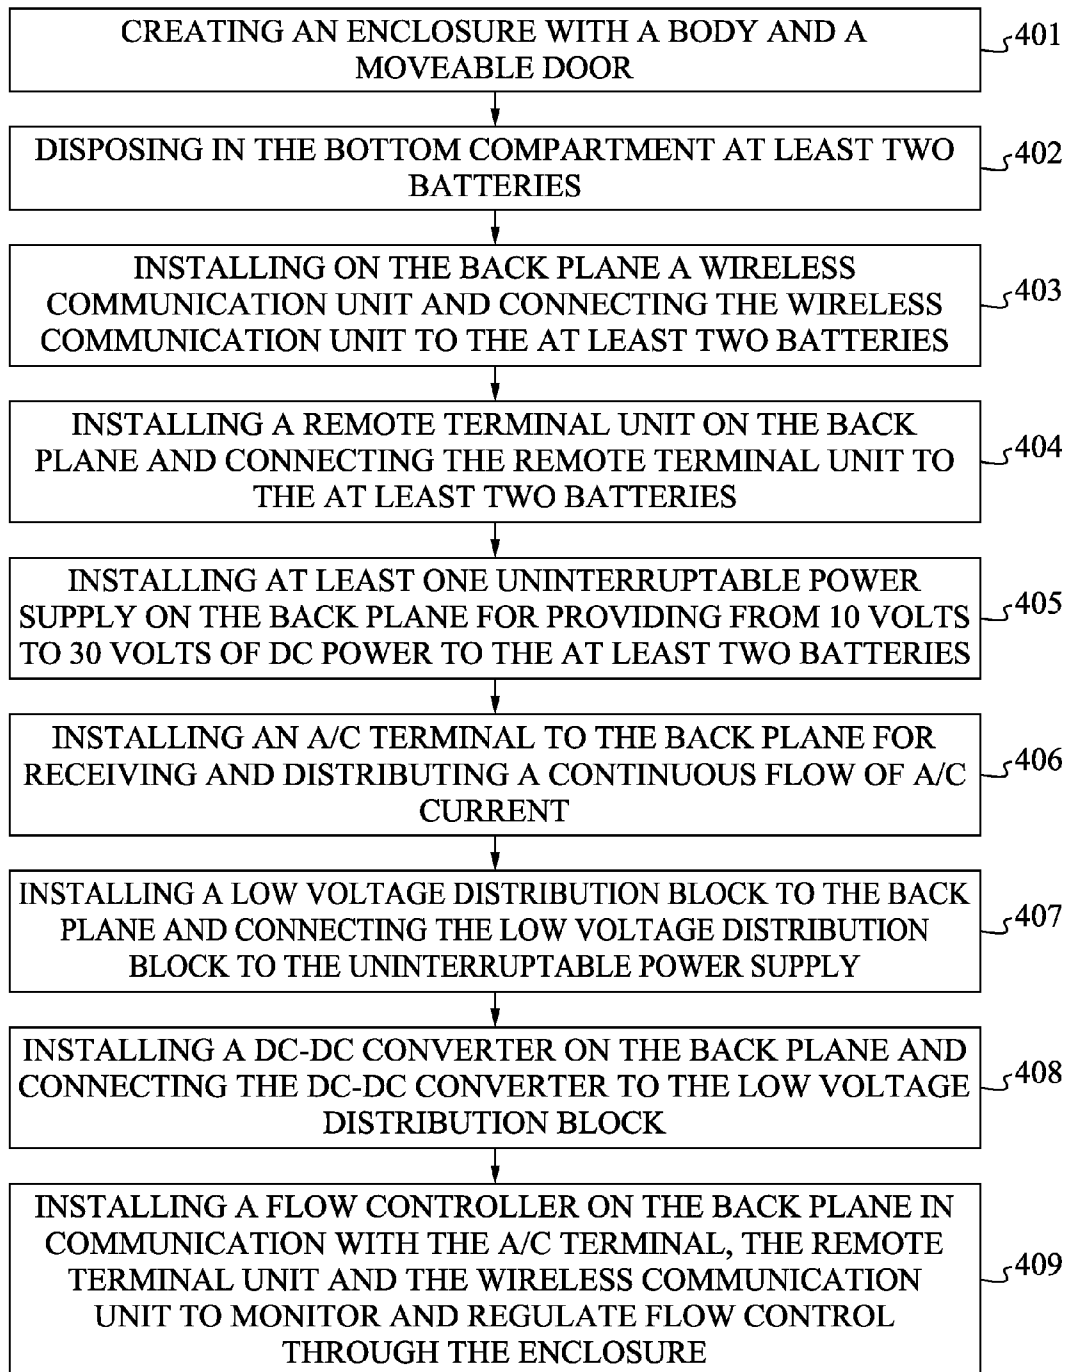 CREATING AN ENCLOSURE WITH A BODY AND A
MOVEABLE DOOR
401
DISPOSING IN THE BOTTOM COMPARTMENT AT LEAST TWO
BATTERIES
402
INSTALLING ON THE BACK PLANE A WIRELESS
COMMUNICATION UNIT AND CONNECTING THE WIRELESS
COMMUNICATION UNIT TO THE AT LEAST TWO BATTERIES
403
INSTALLING A REMOTE TERMINAL UNIT ON THE BACK
PLANE AND CONNECTING THE REMOTE TERMINAL UNIT TO
THE AT LEAST TWO BATTERIES
404
INSTALLING AT LEAST ONE UNINTERRUPTABLE POWER
SUPPLY ON THE BACK PLANE FOR PROVIDING FROM 10 VOLTS
TO 30 VOLTS OF DC POWER TO THE AT LEAST TWO BATTERIES
405
INSTALLING AN A/C TERMINAL TO THE BACK PLANE FOR
RECEIVING AND DISTRIBUTING A CONTINUOUS FLOW OF A/C
CURRENT
406
INSTALLING A LOW VOLTAGE DISTRIBUTION BLOCK TO THE BACK
PLANE AND CONNECTING THE LOW VOLTAGE DISTRIBUTION
BLOCK TO THE UNINTERRUPTABLE POWER SUPPLY
407
INSTALLING A DC-DC CONVERTER ON THE BACK PLANE AND
CONNECTING THE DC-DC CONVERTER TO THE LOW VOLTAGE
DISTRIBUTION BLOCK
408
INSTALLING A FLOW CONTROLLER ON THE BACK PLANE IN
COMMUNICATION WITH THE A/C TERMINAL, THE REMOTE
TERMINAL UNIT AND THE WIRELESS COMMUNICATION
UNIT TO MONITOR AND REGULATE FLOW CONTROL
THROUGH THE ENCLOSURE
409